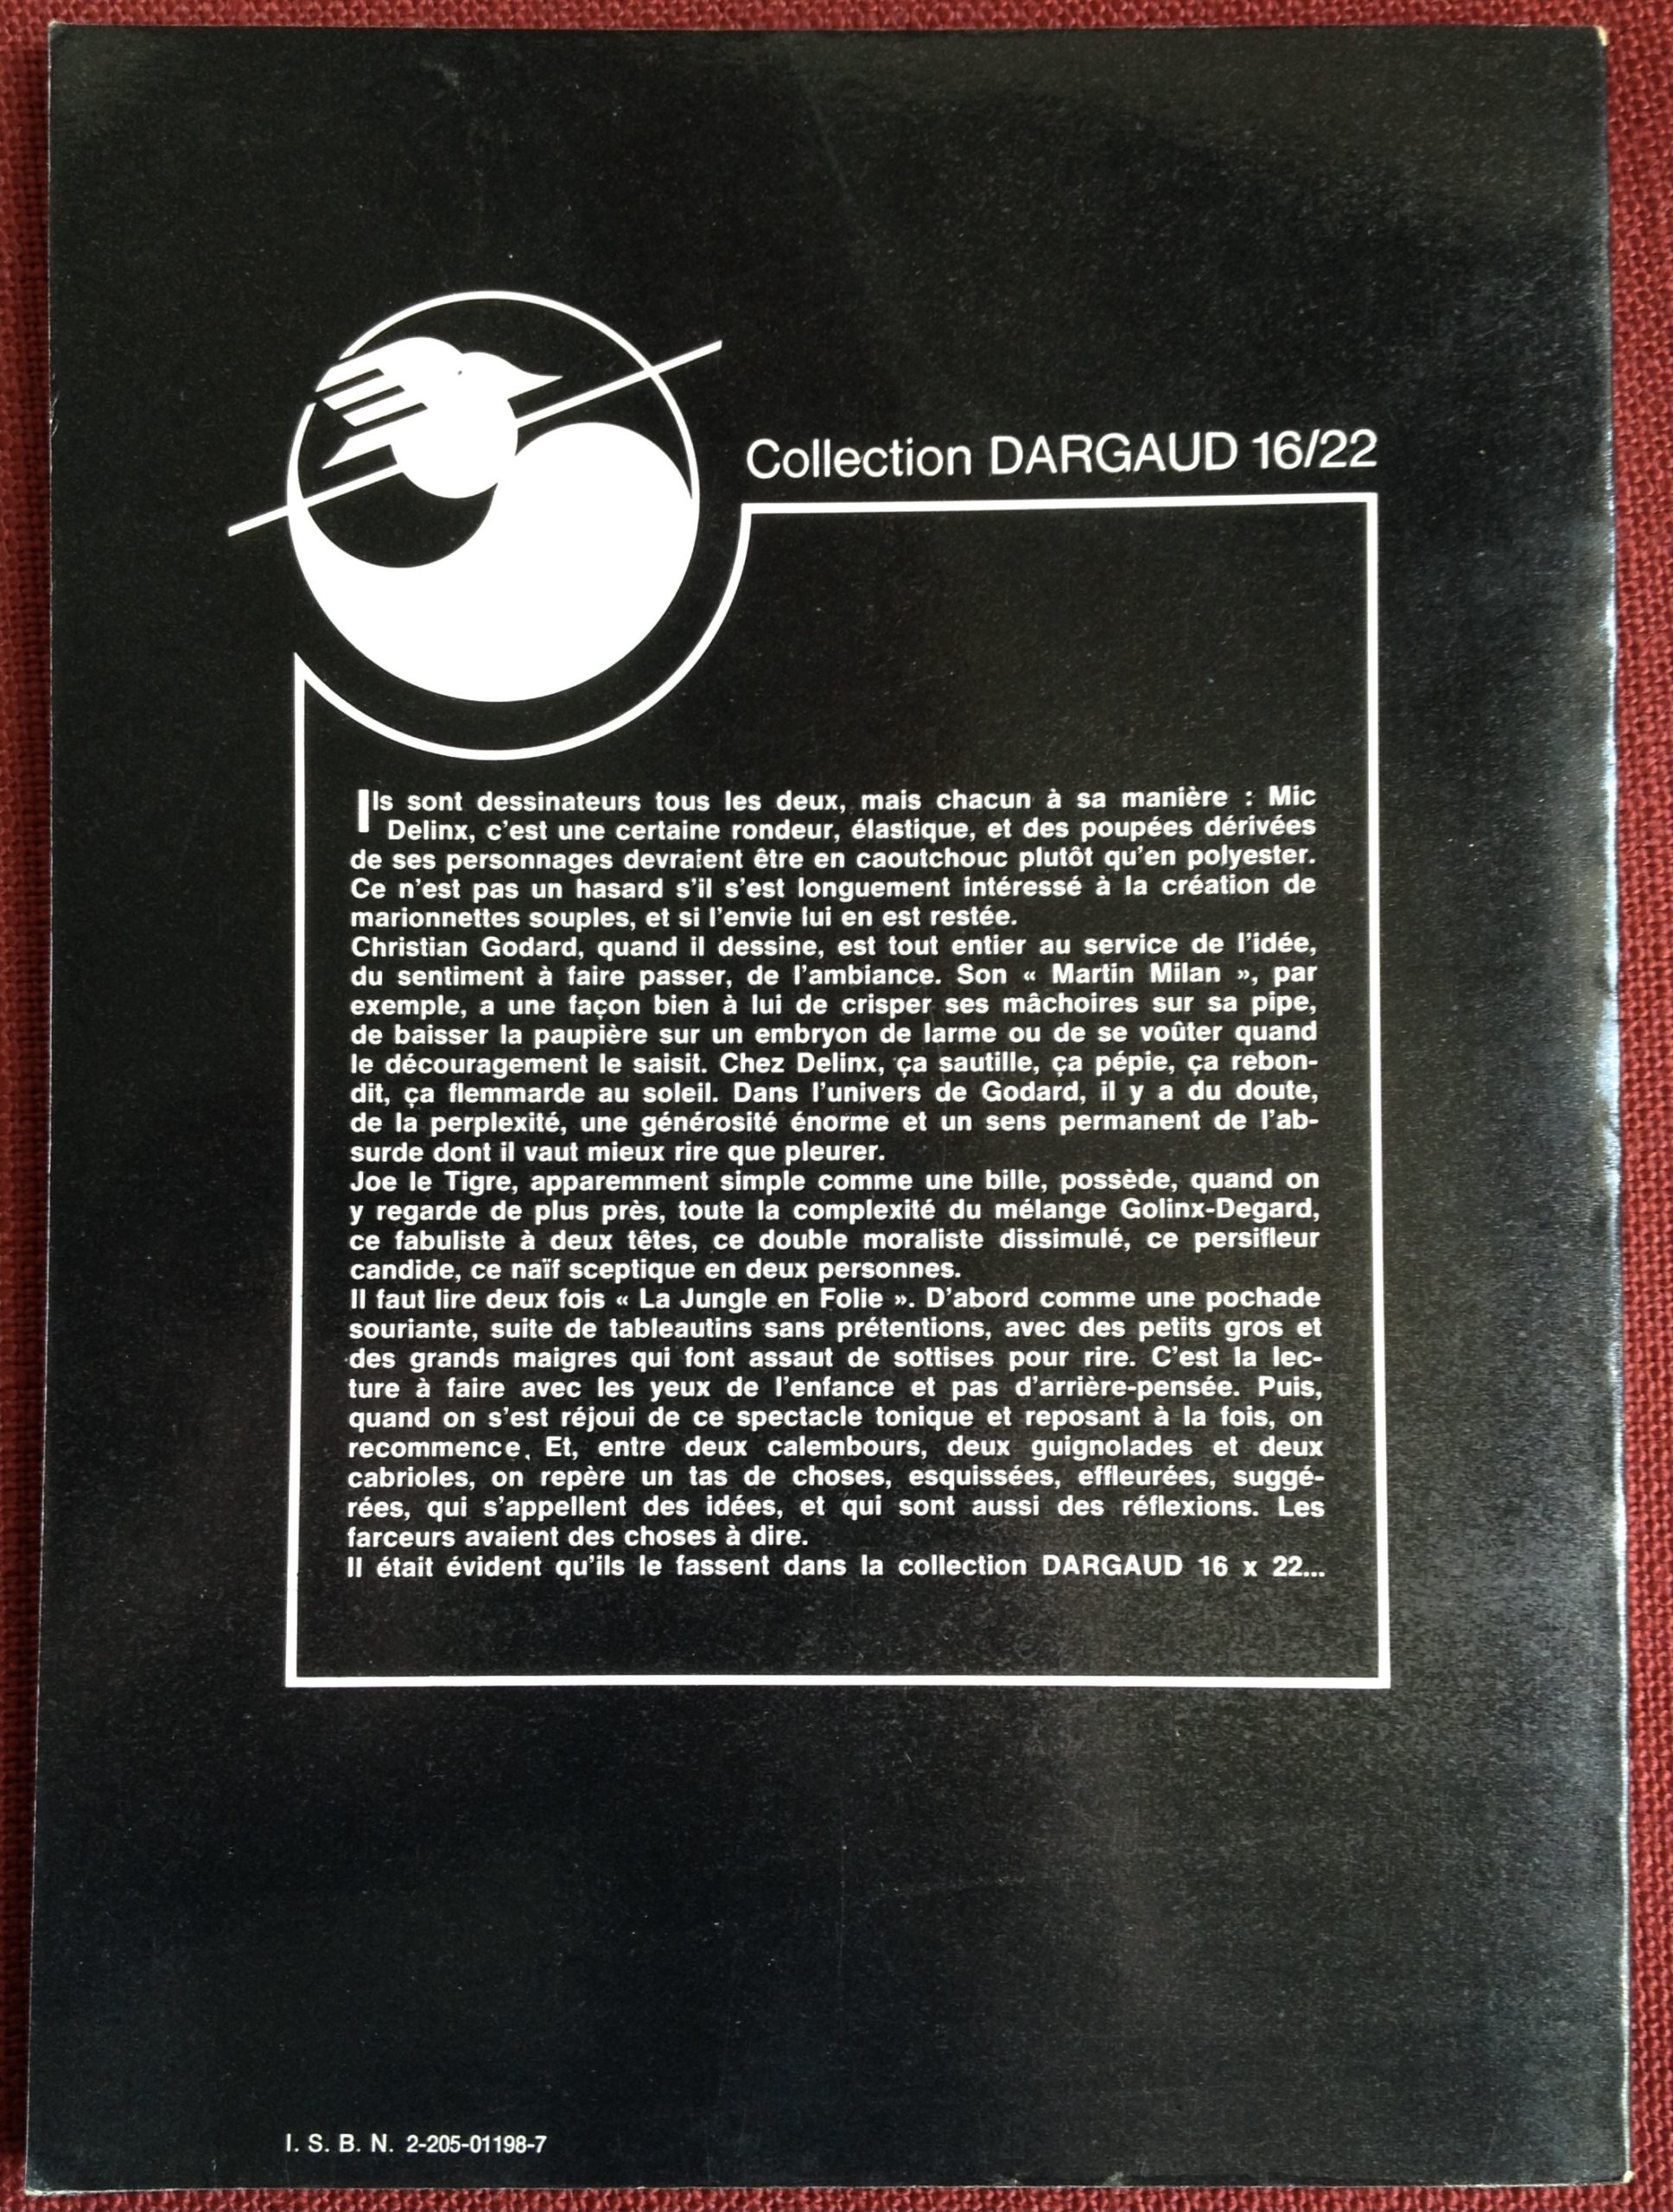 Collection DARGAUD 16/22
Ils sont dessinateurs tous les deux, mais chacun à sa manière : Mic
Delinx, c'est une certaine rondeur, élastique, et des poupées dérivées
de ses personnages devraient être en caoutchouc plutôt qu'en polyester.
Ce n'est pas un hasard s'il s'est longuement intéressé à la création de
marionnettes souples, et si l'envie lui en est restée.
Christian Godard, quand il dessine, est tout entier au service de l'idée,
du sentiment à faire passer, de l'ambiance. Son « Martin Milan », par
exemple, a une façon bien à lui de crisper ses mâchoires sur sa pipe,
de baisser la paupière sur un embryon de larme ou de se voûter quand
le découragement le saisit. Chez Delinx, ça sautille, ça pépie, ça rebon-
dit, ça flemmarde au soleil. Dans l'univers de Godard, il y a du doute,
de la perplexité, une générosité énorme et un sens permanent de l'ab-
surde dont il vaut mieux rire que pleurer.
Joe le Tigre, apparemment simple comme une bille, possède, quand on
y regarde de plus près, toute la complexité du mélange Golinx-Degard,
ce fabuliste à deux têtes, ce double moraliste dissimulé, ce persifleur
candide, ce naïf sceptique en deux personnes.
Il faut lire deux fois « La Jungle en Folie ». D'abord comme une pochade
souriante, suite de tableautins sans prétentions, avec des petits gros et
des grands maigres qui font assaut de sottises pour rire. C'est la lec-
ture à faire avec les yeux de l'enfance et pas d'arrière-pensée. Puis,
quand on s'est réjoui de ce spectacle tonique et reposant à la fois, on
recommence. Et, entre deux calembours, deux guignolades et deux
cabrioles, on repère un tas de choses, esquissées, effleurées, suggé-
rées, qui s'appellent des idées, et qui sont aussi des réflexions. Les
farceurs avaient des choses à dire.
Il était évident qu'ils le fassent dans la collection DARGAUD 16 x 22...
I. S. B. N. 2-205-01198-7